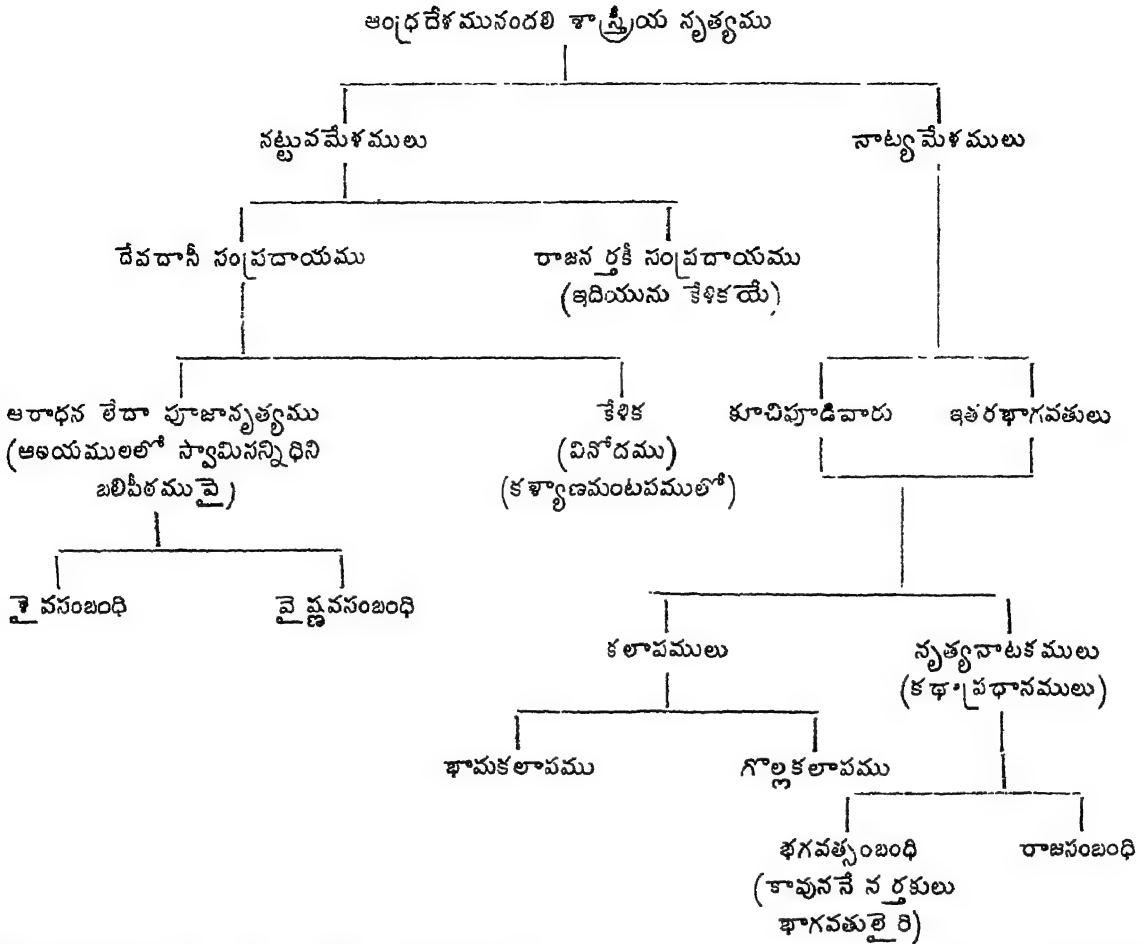 ఆంధ్రదేశమునందలి శాస్త్రీయ నృత్యము
నట్టువమేళములు
నాట్యమేళములు
దేవదాసీ సంప్రదాయము
రాజనర్తకీ సంప్రదాయము
(ఇదియును కేళికయే)
ఆరాధన లేదా పూజానృత్యము
(ఆలయములలో స్వామిసన్నిధిని
బలిపీఠముపై)
కేళిక
(వినోదము)
(కళ్యాణమంటపములో)
కూచిపూడివారు
ఇతరభాగవతులు
శైవసంబంధి
వైష్ణవసంబంధి
కలాపములు
నృత్యనాటకములు
(కథాప్రధానములు)
భామకలాపము
గొల్లకలాపము
భగవత్సంబంధి
(కావుననే నర్తకులు
భాగవతులైరి)
రాజసంబంధి